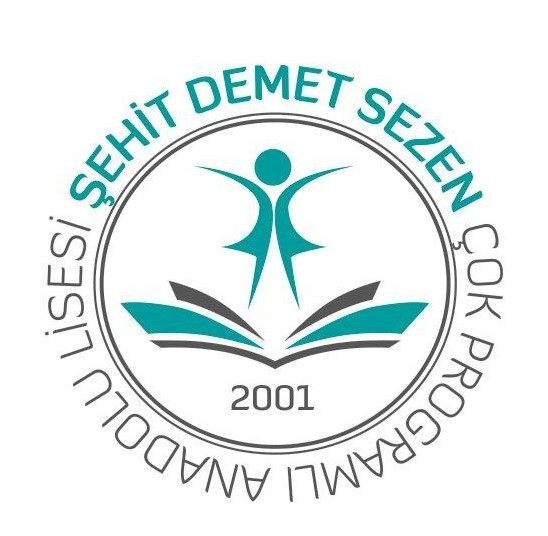 ŞEHİT DEMET SEZEN
ÇOK PROGRAMLI ANADOLU LİSESİ
2001